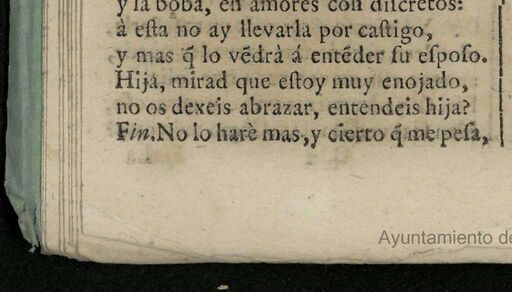 y la boba, en amores con discretos:
à esta no ay llevarla por castigo,
y mas q̃ lo vẽdrà á entẽder su esposo.
Hija, mirad que estoy muy enojado,
no os dexeis abrazar, entendeis hija?
Fin.No lo harè mas, y cierto q̃ me pesa,
Ayuntamiento de